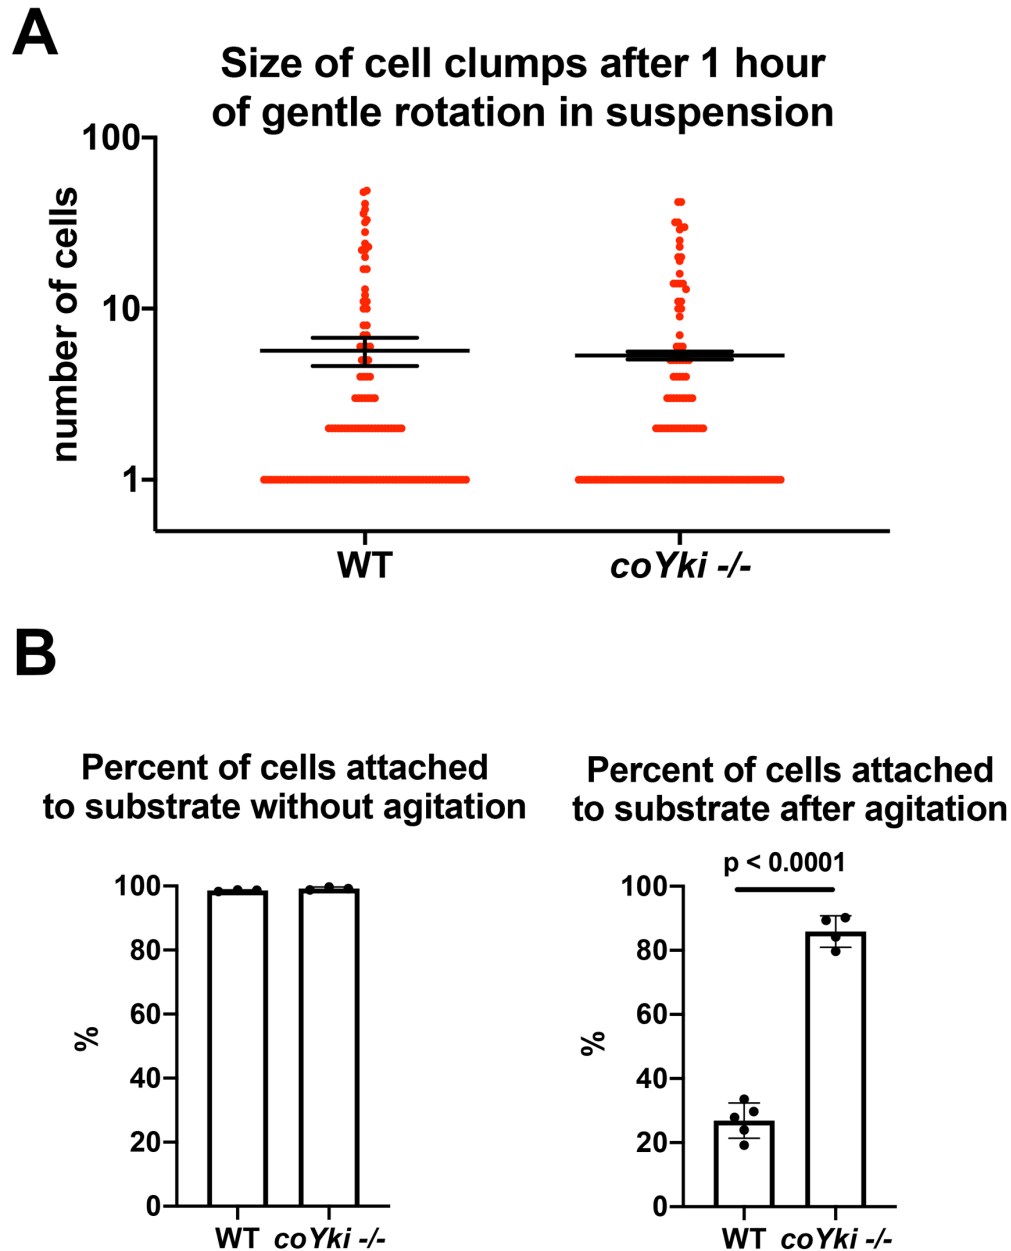 A
Size of cell clumps after 1 hour
of gentle rotation in suspension
number of cells
100
10
1
WT
coYki -/-
B
Percent of cells attached
to substrate without agitation
%
100
80
60
40
20
0
WT
coYki -/-
Percent of cells attached
to substrate after agitation
p < 0.0001
%
100
80
60
40
20
0
WT
coYki -/-